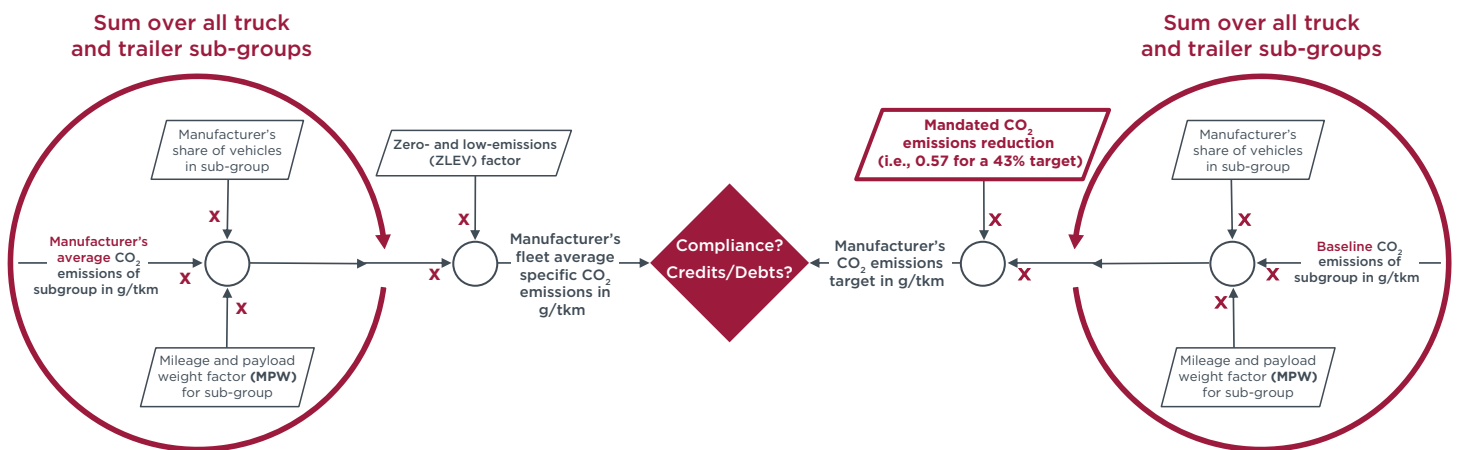 Sum over all truck
and trailer sub-groups
Manufacturer's
share of vehicles
in sub-group
X
Manufacturer's
average CO₂
emissions of
subgroup in g/tkm
X
X
Mileage and payload
weight factor (MPW)
for sub-group
Zero- and low-emissions
(ZLEV) factor
X
X
Manufacturer's
fleet average
specific CO₂
emissions in
g/tkm
Compliance?
Credits/Debts?
Mandated CO₂
emissions reduction
(i.e., 0.57 for a 43% target)
X
Manufacturer's
CO₂ emissions
target in g/tkm
X
Sum over all truck
and trailer sub-groups
Manufacturer's
share of vehicles
in sub-group
X
Baseline CO₂
emissions of
subgroup in g/tkm
X
X
Mileage and payload
weight factor (MPW)
for sub-group